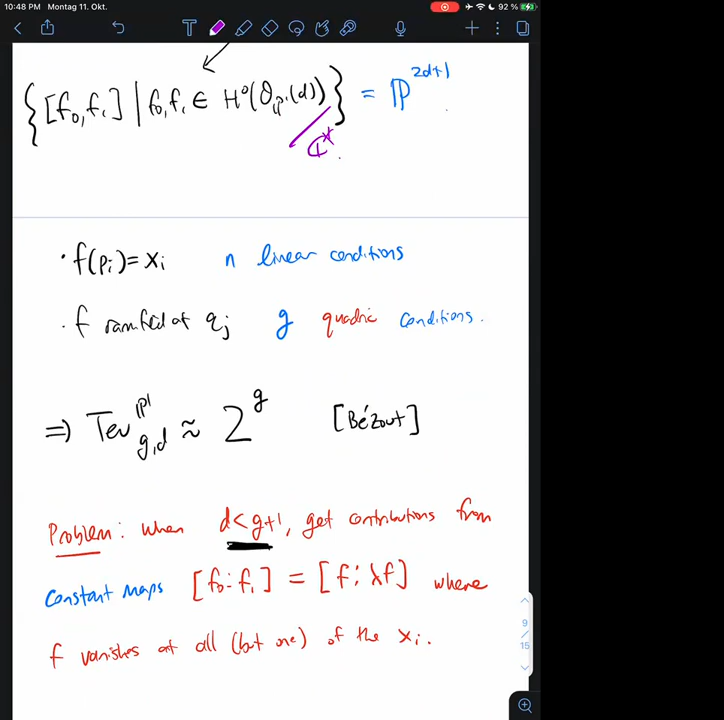 10:48 PM Montag 11. Okt. 92 %
{[f₀, f₁] | f₀, f₁ ∈ H⁰(O_ℙ¹(d))} = ℙ^{2d+1}
/ ℂ*
· f(pᵢ) = xᵢ n linear conditions
· f ramified at qⱼ g quadric conditions.
⇒ Tev^{ℙ¹}_{g,d} ≈ 2^g [Bézout]
Problem: When d < g+1, get contributions from
constant maps [f₀ : f₁] = [f : λf] where
f vanishes at all (but one) of the xᵢ.
9
/
15